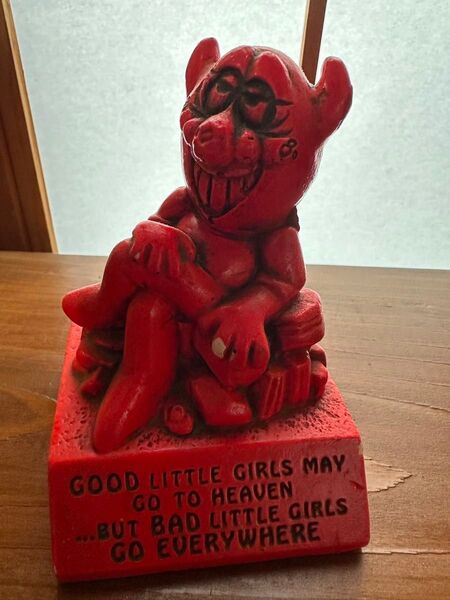 GOOD LITTLE GIRLS MAY
GO TO HEAVEN
...BUT BAD LITTLE GIRLS
GO EVERYWHERE